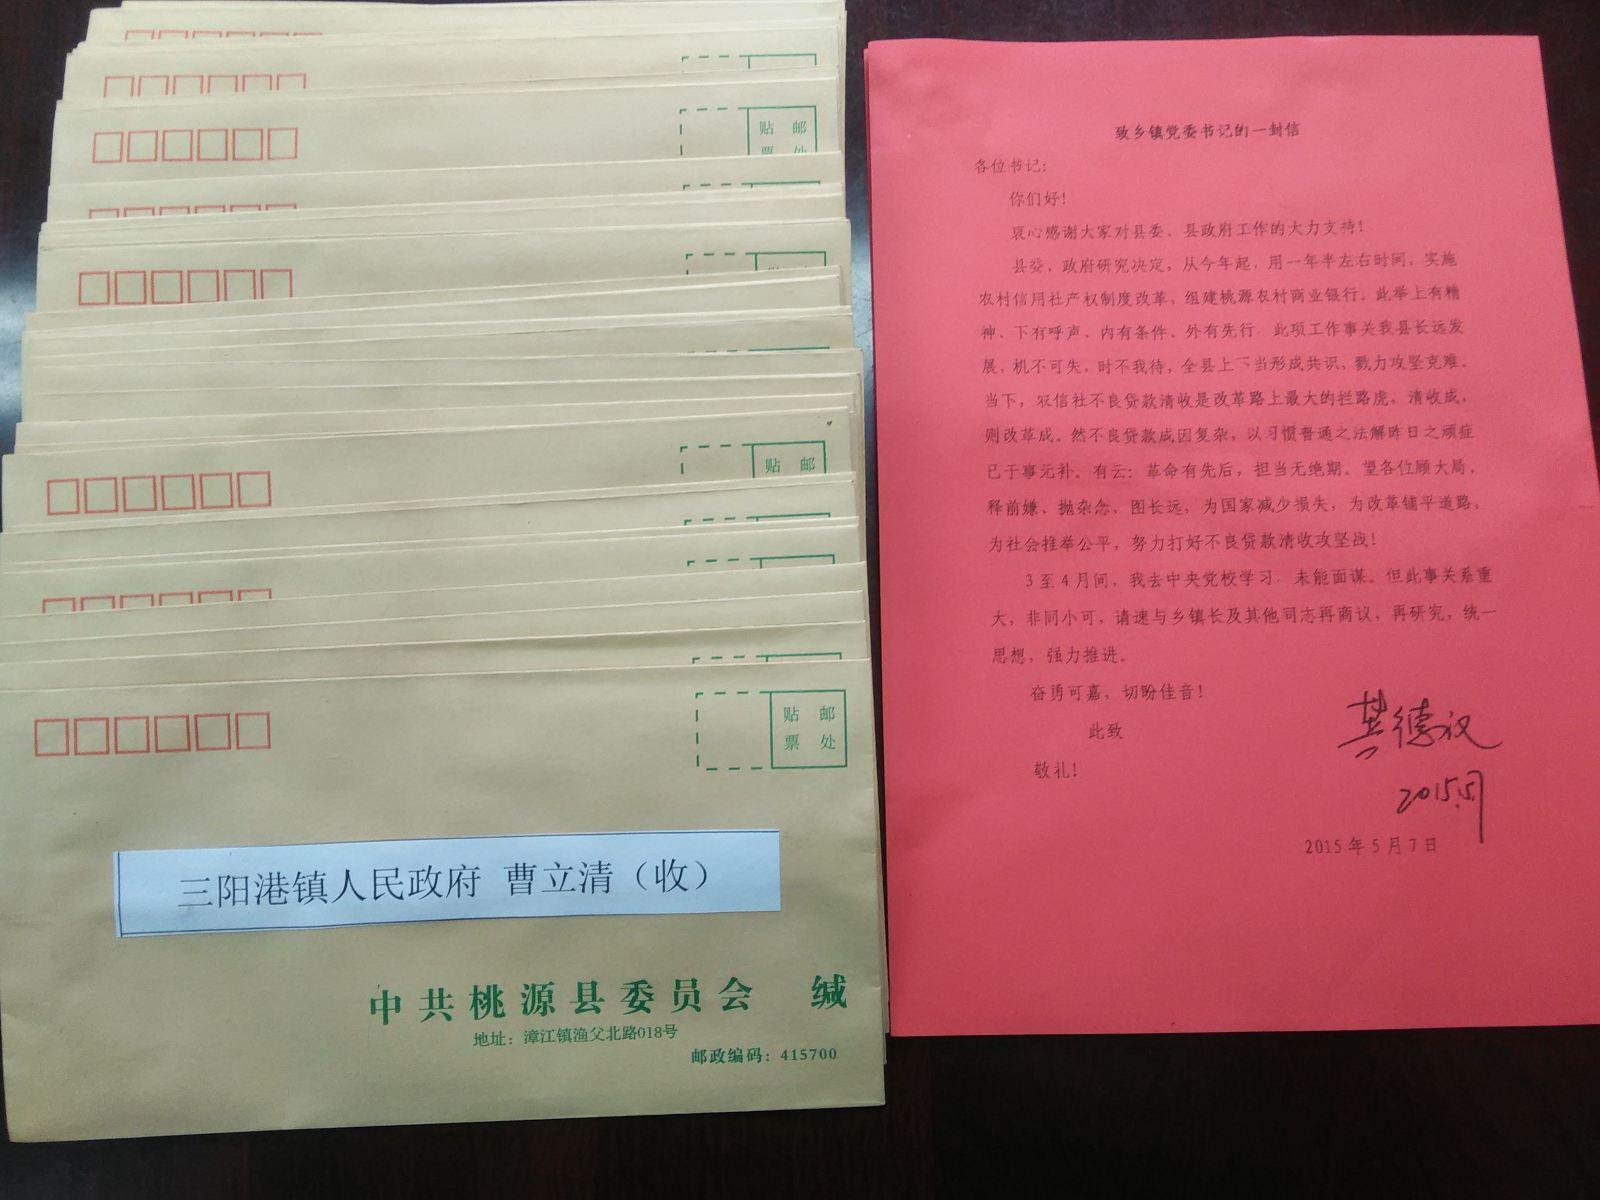 贴 邮
票 处
贴 邮
贴 邮
票 处
三阳港镇人民政府 曹立清（收）
中共桃源县委员会 缄
地址：漳江镇渔父北路018号
邮政编码：415700
致乡镇党委书记的一封信
各位书记：
你们好！
衷心感谢大家对县委、县政府工作的大力支持！
县委、政府研究决定，从今年起，用一年半左右时间，实施
农村信用社产权制度改革，组建桃源农村商业银行。此举上有精
神、下有呼声、内有条件、外有先行。此项工作事关我县长远发
展，机不可失，时不我待，全县上下当形成共识，戮力攻坚克难。
当下，农信社不良贷款清收是改革路上最大的拦路虎，清收成，
则改革成。然不良贷款成因复杂，以习惯普通之法解昨日之顽症
已于事无补。有云：革命有先后，担当无绝期。望各位顾大局，
释前嫌、抛杂念、图长远，为国家减少损失，为改革铺平道路，
为社会推举公平，努力打好不良贷款清收攻坚战！
3至4月间，我去中央党校学习，未能面谋。但此事关系重
大，非同小可，请速与乡镇长及其他同志再商议，再研究，统一
思想，强力推进。
奋勇可嘉，切盼佳音！
此致
敬礼！
2015.5.7
2015年5月7日